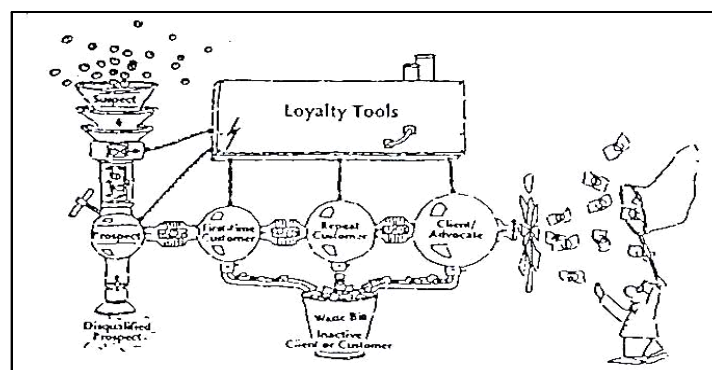 Suspect
Loyalty Tools
Prospect
First-time
Customer
Repeat
Customer
Client/
Advocate
Disqualified
Prospect
Waste Bin
Inactive
Client or Customer